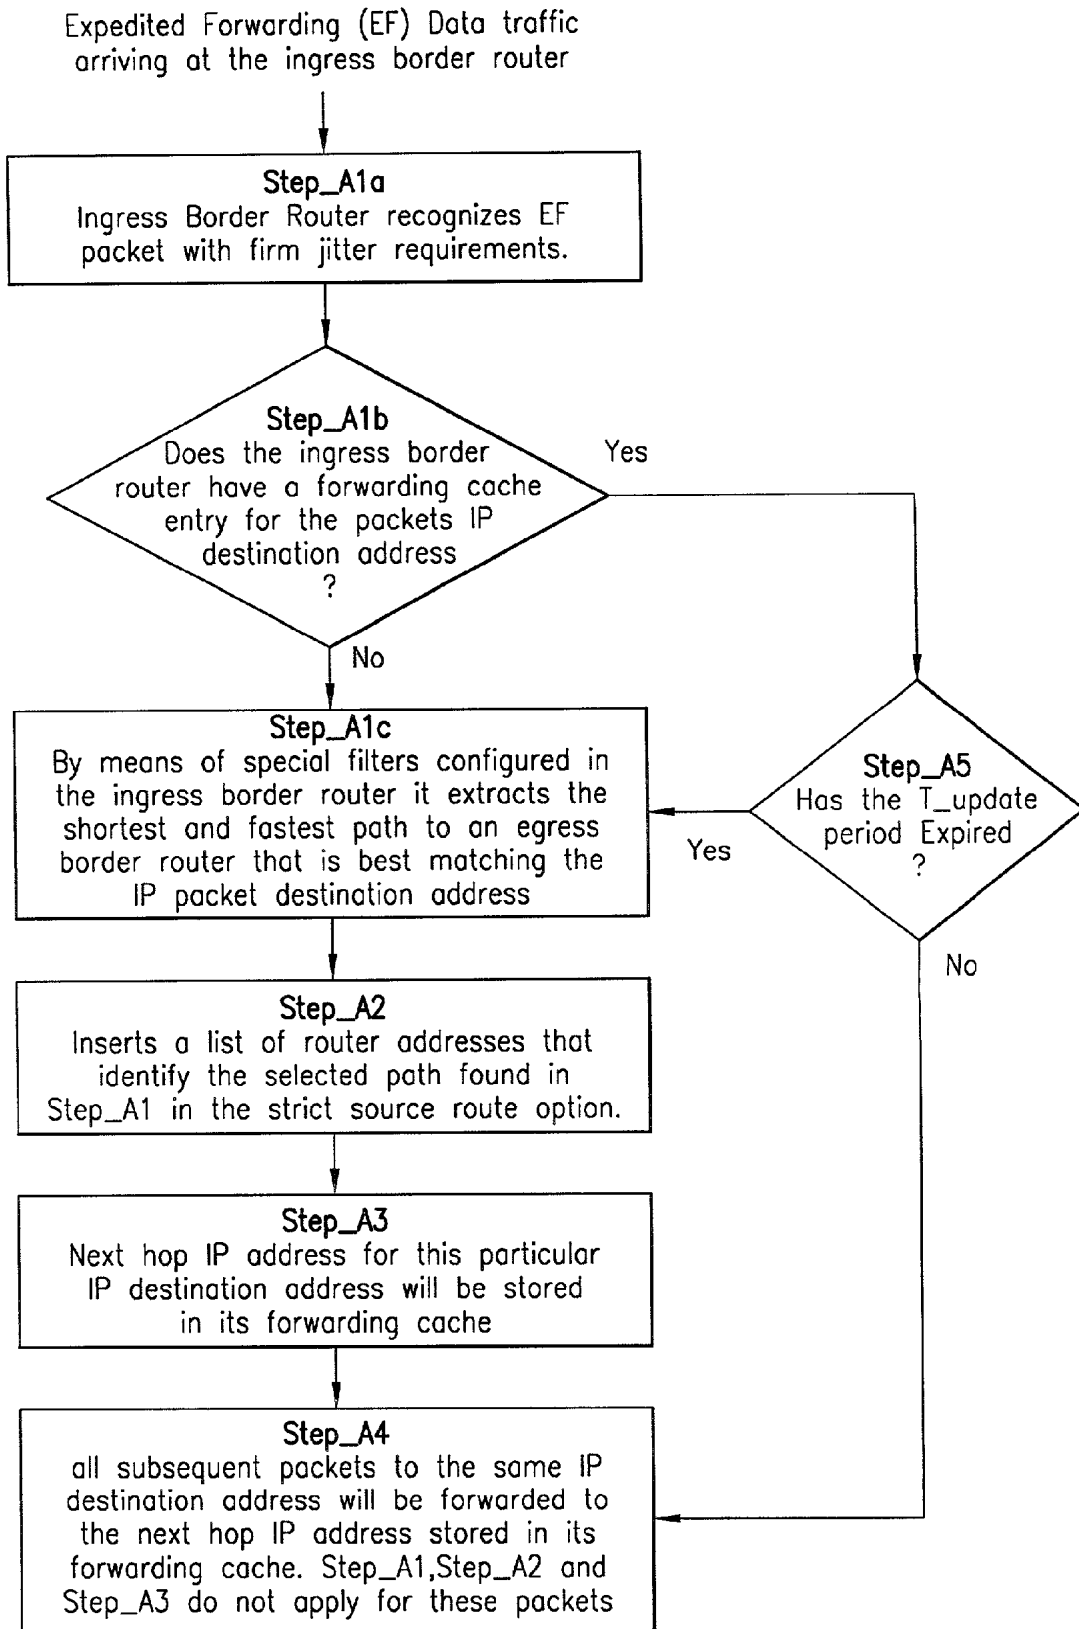 Expedited Forwarding (EF) Data traffic
arriving at the ingress border router
Step_A1a
Ingress Border Router recognizes EF
packet with firm jitter requirements.
Step_A1b
Does the ingress border
router have a forwarding cache
entry for the packets IP
destination address
?
Yes
No
Step_A1c
By means of special filters configured in
the ingress border router it extracts the
shortest and fastest path to an egress
border router that is best matching the
IP packet destination address
Step_A5
Has the T_update
period Expired
?
Yes
No
Step_A2
Inserts a list of router addresses that
identify the selected path found in
Step_A1 in the strict source route option.
Step_A3
Next hop IP address for this particular
IP destination address will be stored
in its forwarding cache
Step_A4
all subsequent packets to the same IP
destination address will be forwarded to
the next hop IP address stored in its
forwarding cache. Step_A1,Step_A2 and
Step_A3 do not apply for these packets